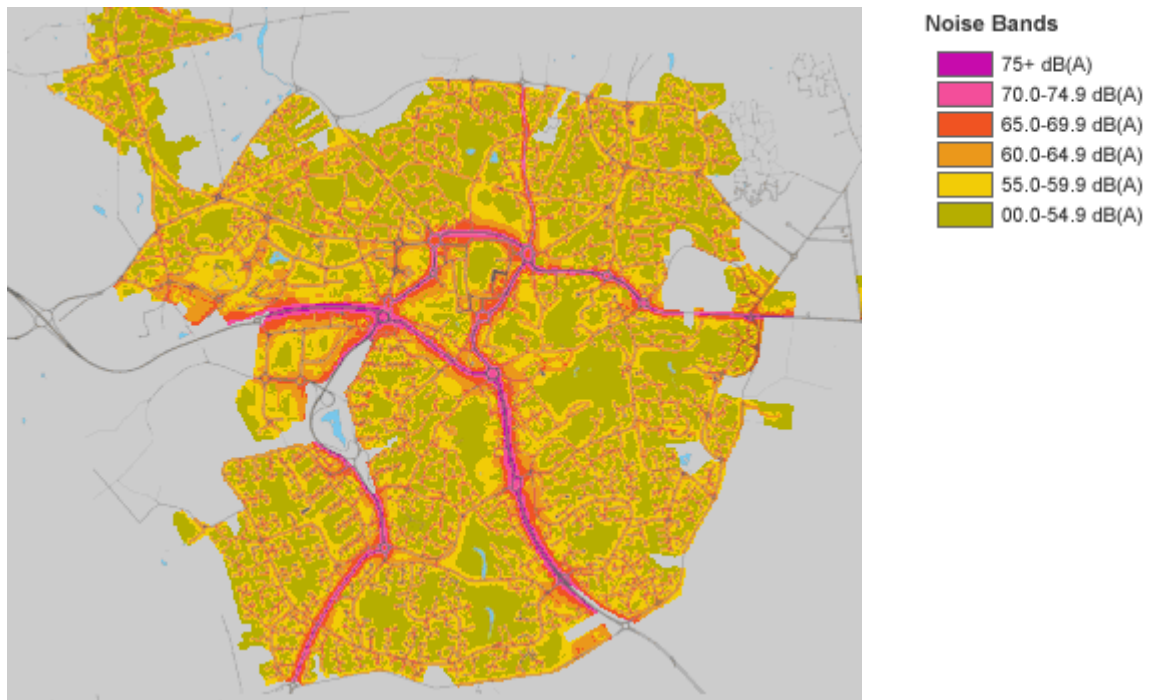 Noise Bands
75+ dB(A)
70.0-74.9 dB(A)
65.0-69.9 dB(A)
60.0-64.9 dB(A)
55.0-59.9 dB(A)
00.0-54.9 dB(A)